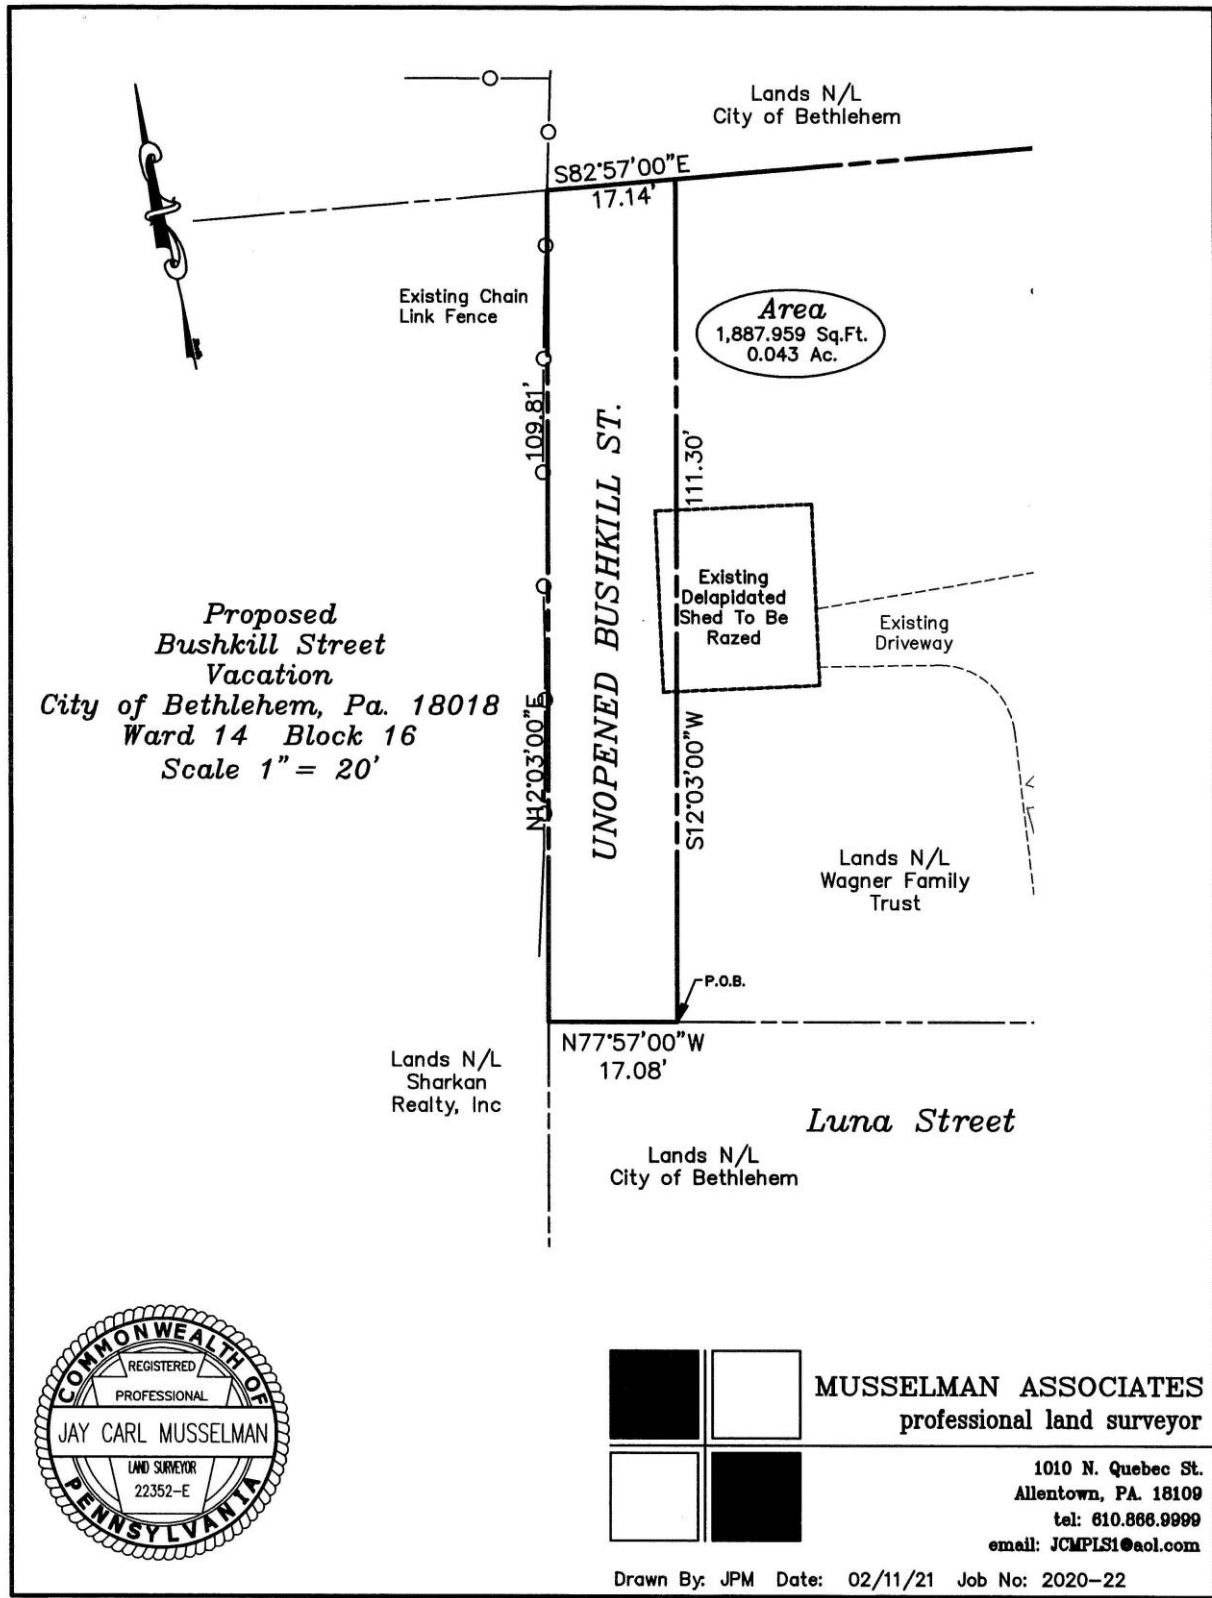 Lands N/L
City of Bethlehem
S82°57'00"E
17.14'
Existing Chain
Link Fence
Area
1,887.959 Sq.Ft.
0.043 Ac.
109.81'
N12°03'00"E
UNOPENED BUSHKILL ST.
111.30'
S12°03'00"W
Existing
Delapidated
Shed To Be
Razed
Existing
Driveway
Proposed
Bushkill Street
Vacation
City of Bethlehem, Pa. 18018
Ward 14 Block 16
Scale 1" = 20'
Lands N/L
Wagner Family
Trust
P.O.B.
N77°57'00"W
17.08'
Lands N/L
Sharkan
Realty, Inc
Luna Street
Lands N/L
City of Bethlehem
COMMONWEALTH OF
REGISTERED
PROFESSIONAL
JAY CARL MUSSELMAN
LAND SURVEYOR
22352-E
PENNSYLVANIA
MUSSELMAN ASSOCIATES
professional land surveyor
1010 N. Quebec St.
Allentown, PA. 18109
tel: 610.866.9999
email: JCMPLS1@aol.com
Drawn By: JPM Date: 02/11/21 Job No: 2020-22